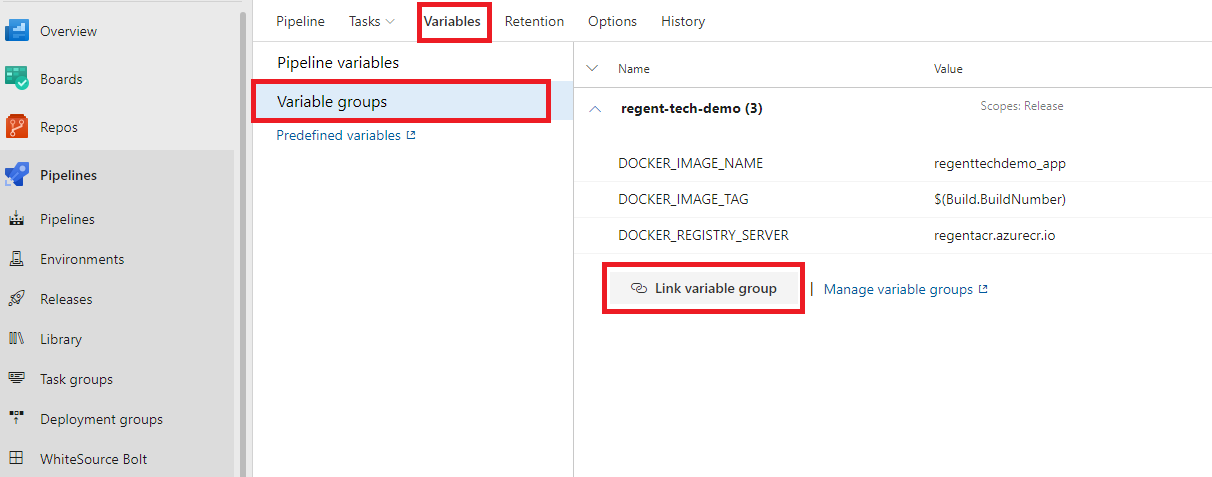 Overview
Boards
Repos
Pipelines
Pipelines
Environments
Releases
Library
Task groups
Deployment groups
WhiteSource Bolt
Pipeline Tasks Variables Retention Options History
Pipeline variables
Variable groups
Predefined variables
Name Value
regent-tech-demo (3) Scopes: Release
DOCKER_IMAGE_NAME regenttechdemo_app
DOCKER_IMAGE_TAG $(Build.BuildNumber)
DOCKER_REGISTRY_SERVER regentacr.azurecr.io
Link variable group | Manage variable groups